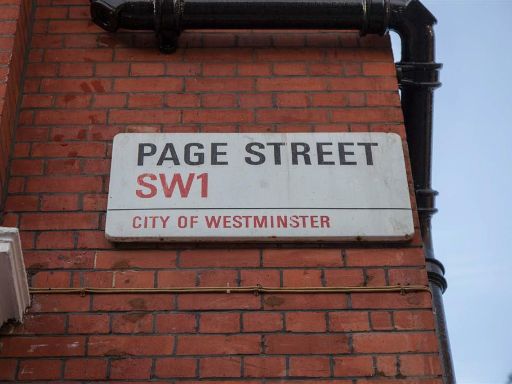 PAGE STREET
SW1
CITY OF WESTMINSTER